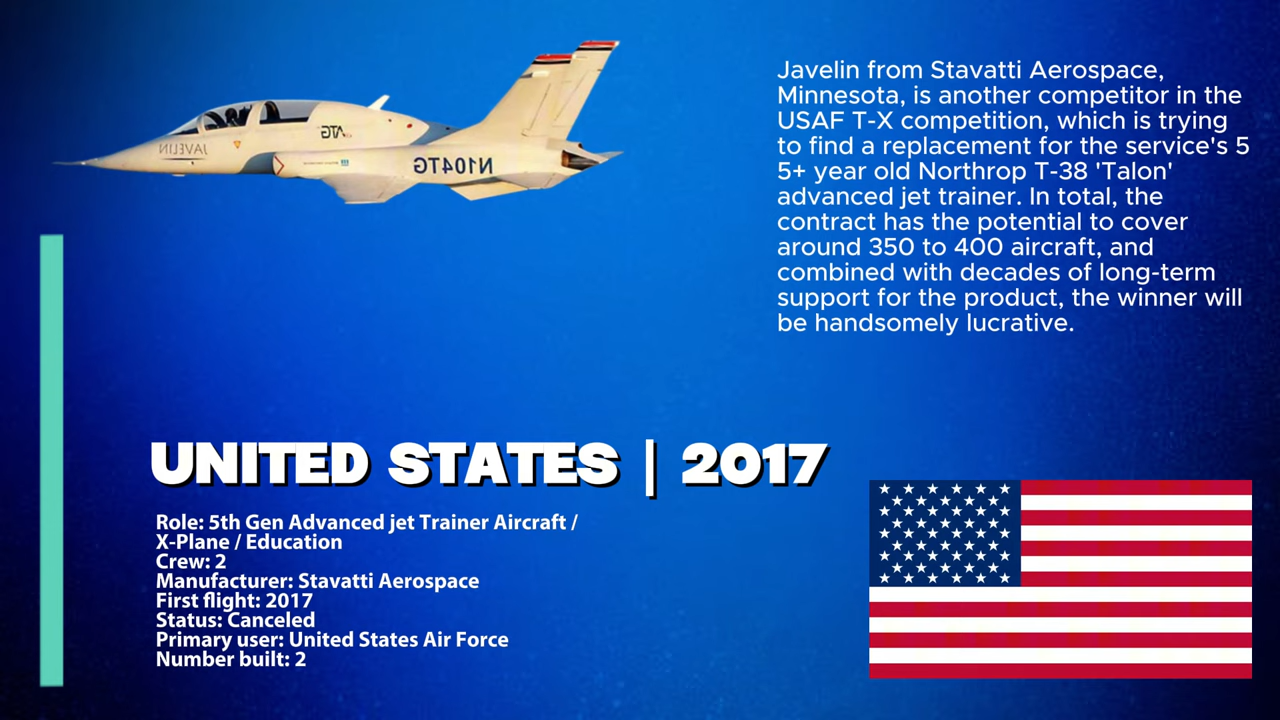 JAVELIN
ATG
N104TG
Javelin from Stavatti Aerospace,
Minnesota, is another competitor in the
USAF T-X competition, which is trying
to find a replacement for the service's 5
5+ year old Northrop T-38 'Talon'
advanced jet trainer. In total, the
contract has the potential to cover
around 350 to 400 aircraft, and
combined with decades of long-term
support for the product, the winner will
be handsomely lucrative.
UNITED STATES | 2017
Role: 5th Gen Advanced jet Trainer Aircraft /
X-Plane / Education
Crew: 2
Manufacturer: Stavatti Aerospace
First flight: 2017
Status: Canceled
Primary user: United States Air Force
Number built: 2